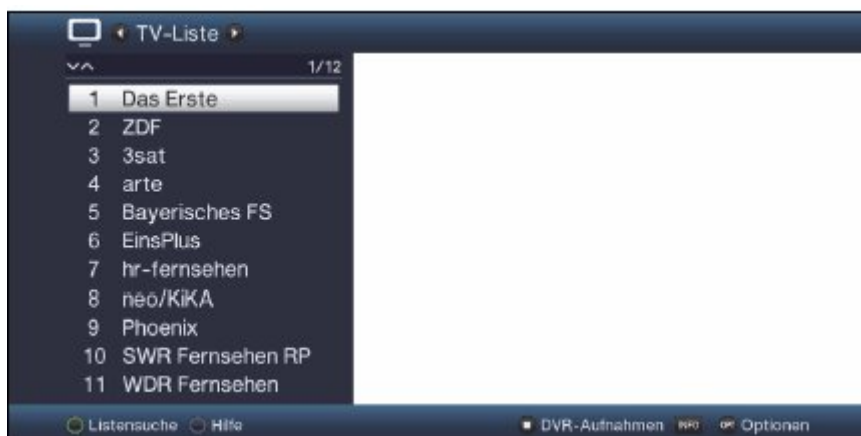 TV-Liste
1/12
1 Das Erste
2 ZDF
3 3sat
4 arte
5 Bayerisches FS
6 EinsPlus
7 hr-fernsehen
8 neo/KiKA
9 Phoenix
10 SWR Fernsehen RP
11 WDR Fernsehen
Listensuche Hilfe DVR-Aufnahmen INFO OPT Optionen